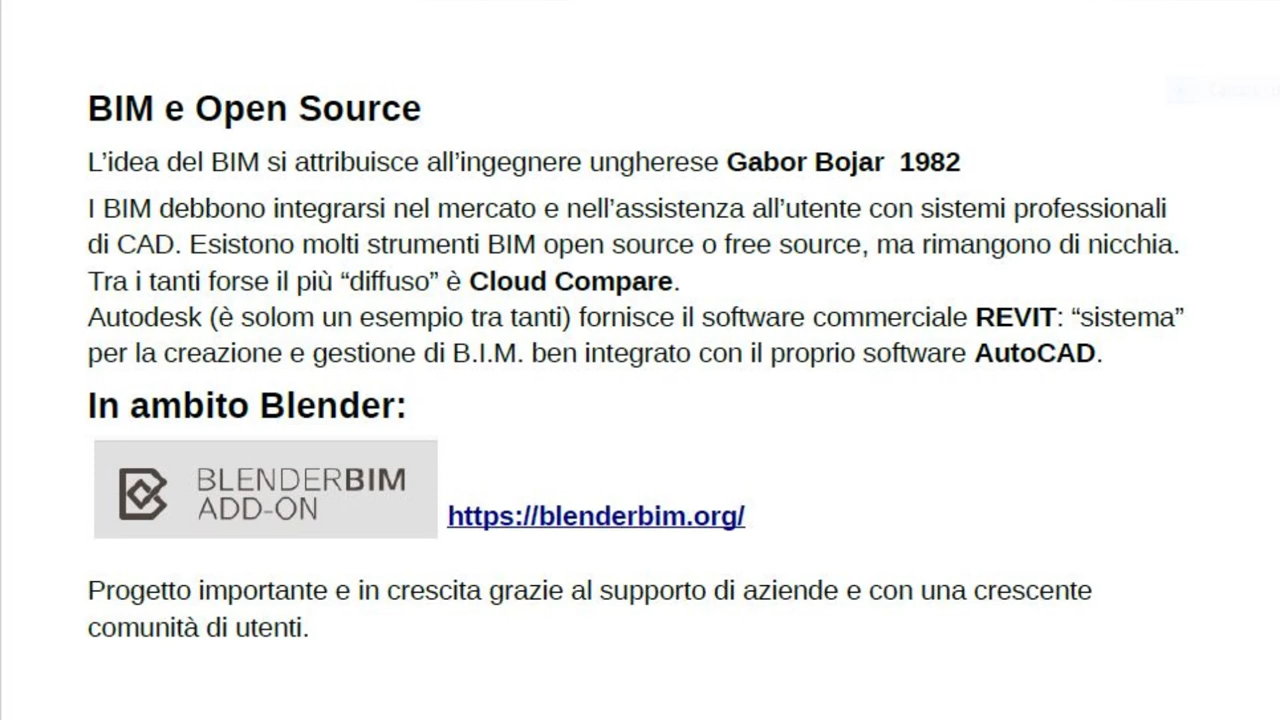 BIM e Open Source
L’idea del BIM si attribuisce all’ingegnere ungherese Gabor Bojar  1982
I BIM debbono integrarsi nel mercato e nell’assistenza all’utente con sistemi professionali
di CAD. Esistono molti strumenti BIM open source o free source, ma rimangono di nicchia.
Tra i tanti forse il più “diffuso” è Cloud Compare.
Autodesk (è solom un esempio tra tanti) fornisce il software commerciale REVIT: “sistema”
per la creazione e gestione di B.I.M. ben integrato con il proprio software AutoCAD.
In ambito Blender:
BLENDERBIM
ADD-ON
https://blenderbim.org/
Progetto importante e in crescita grazie al supporto di aziende e con una crescente
comunità di utenti.